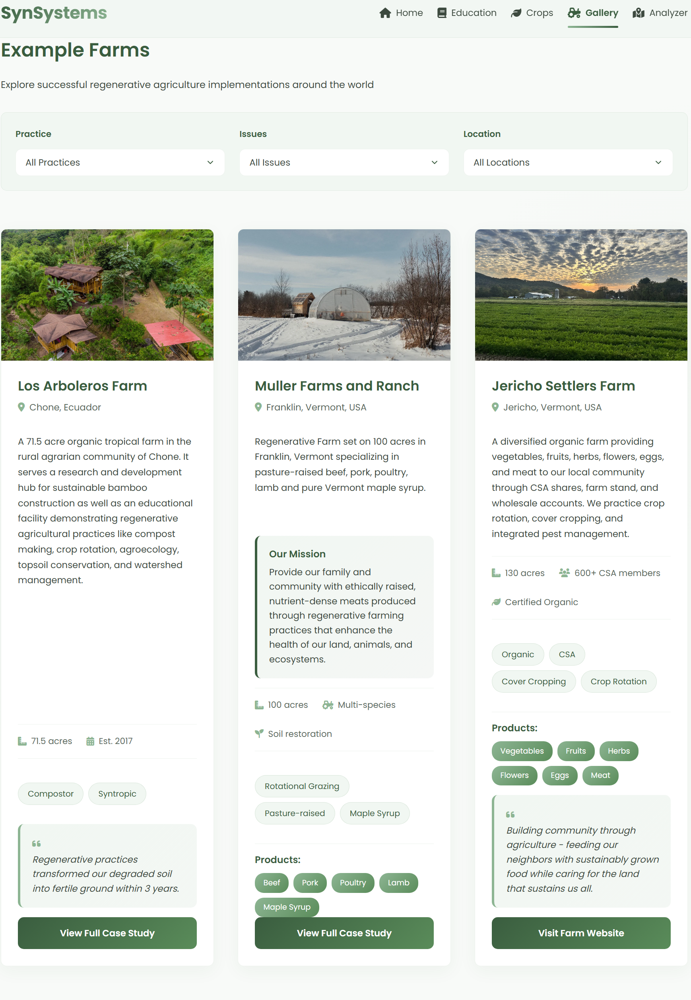 SynSystems
Home
Education
Crops
Gallery
Analyzer
Example Farms
Explore successful regenerative agriculture implementations around the world
Practice
All Practices
Issues
All Issues
Location
All Locations
Los Arboleros Farm
Chone, Ecuador
A 71.5 acre organic tropical farm in the
rural agrarian community of Chone. It
serves a research and development
hub for sustainable bamboo
construction as well as an educational
facility demonstrating regenerative
agricultural practices like compost
making, crop rotation, agroecology,
topsoil conservation, and watershed
management.
71.5 acres
Est. 2017
Compostor
Syntropic
Regenerative practices
transformed our degraded soil
into fertile ground within 3 years.
View Full Case Study
Muller Farms and Ranch
Franklin, Vermont, USA
Regenerative Farm set on 100 acres in
Franklin, Vermont specializing in
pasture-raised beef, pork, poultry,
lamb and pure Vermont maple syrup.
Our Mission
Provide our family and
community with ethically raised,
nutrient-dense meats produced
through regenerative farming
practices that enhance the
health of our land, animals, and
ecosystems.
100 acres
Multi-species
Soil restoration
Rotational Grazing
Pasture-raised
Maple Syrup
Products:
Beef
Pork
Poultry
Lamb
Maple Syrup
View Full Case Study
Jericho Settlers Farm
Jericho, Vermont, USA
A diversified organic farm providing
vegetables, fruits, herbs, flowers, eggs,
and meat to our local community
through CSA shares, farm stand, and
wholesale accounts. We practice crop
rotation, cover cropping, and
integrated pest management.
130 acres
600+ CSA members
Certified Organic
Organic
CSA
Cover Cropping
Crop Rotation
Products:
Vegetables
Fruits
Herbs
Flowers
Eggs
Meat
Building community through
agriculture - feeding our
neighbors with sustainably grown
food while caring for the land
that sustains us all.
Visit Farm Website